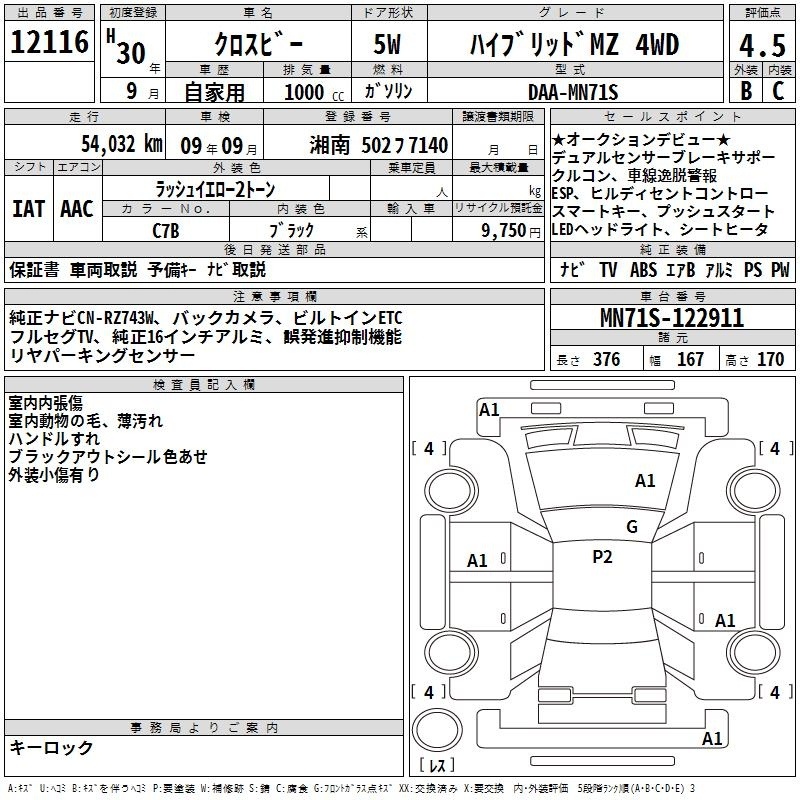 出品番号 初度登録 車名 ドア形状 グレード 評価点
12116 H30年 クロスビー 5W ハイブリッドMZ 4WD 4.5
車歴 排気量 燃料 型式 外装 内装
9月 自家用 1000 CC ガソリン DAA-MN71S B C
走行 車検 登録番号 譲渡書類期限
54,032 km 09年09月 湘南 502フ7140 月 日
シフト エアコン 外装色 乗車定員 最大積載量
IAT AAC ラッシュイエロー2トーン 人 kg
カラーNo. 内装色 輸入車 リサイクル預託金
C7B ブラック 系 9,750円
後日発送部品
保証書 車両取説 予備キー ナビ取説
セールスポイント
★オークションデビュー★
デュアルセンサーブレーキサポー
クルコン、車線逸脱警報
ESP、ヒルディセントコントロー
スマートキー、プッシュスタート
LEDヘッドライト、シートヒータ
純正装備
ナビ TV ABS エアB アルミ PS PW
注意事項欄
純正ナビCN-RZ743W、バックカメラ、ビルトインETC
フルセグTV、純正16インチアルミ、誤発進抑制機能
リヤパーキングセンサー
車台番号
MN71S-122911
諸元
長さ 376 幅 167 高さ 170
検査員記入欄
室内内張傷
室内動物の毛、薄汚れ
ハンドルすれ
ブラックアウトシール色あせ
外装小傷有り
事務局よりご案内
キーロック
A1
[ 4 ] [ 4 ]
A1
G
A1 P2
A1
[ 4 ] [ 4 ]
A1
[ レス ]
A:キズ U:ヘコミ B:キズを伴うヘコミ P:要塗装 W:補修跡 S:錆 C:腐食 G:フロントガラス点キズ XX:交換済み X:要交換 内・外装評価 5段階ランク順(A・B・C・D・E) 3